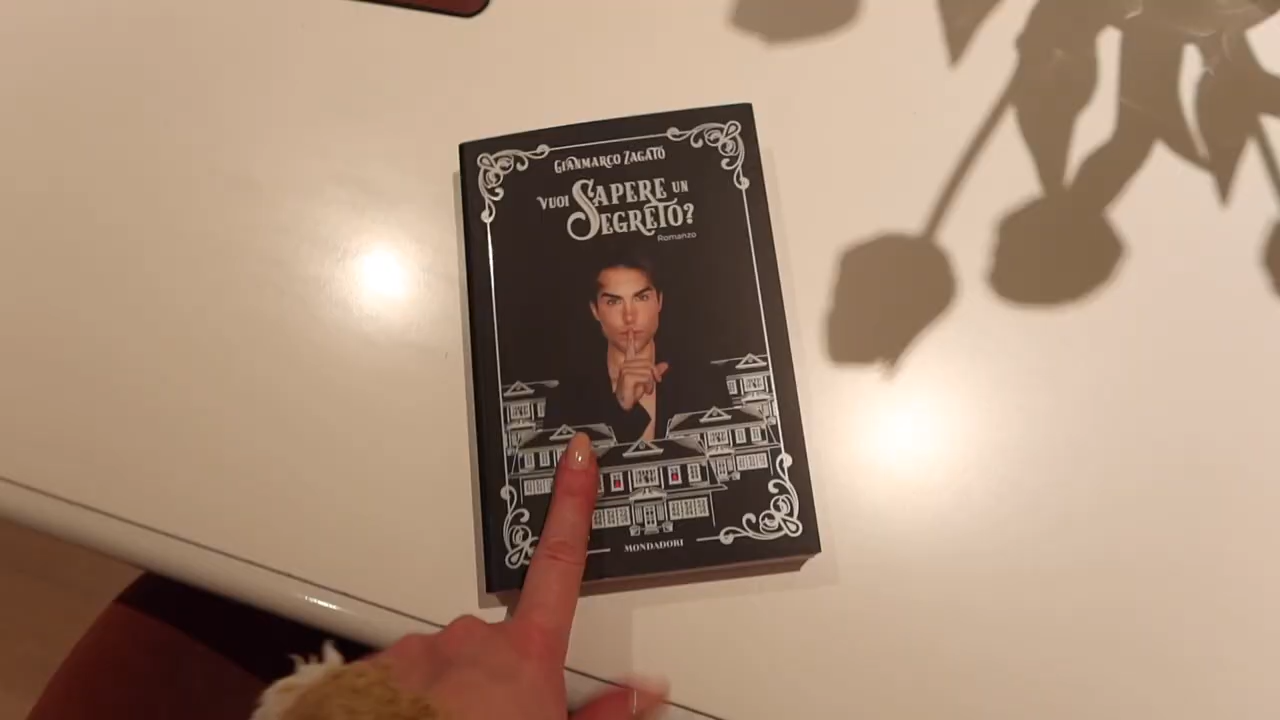 GIANMARCO ZAGATO
VUOI SAPERE UN
SEGRETO?
Romanzo
MONDADORI